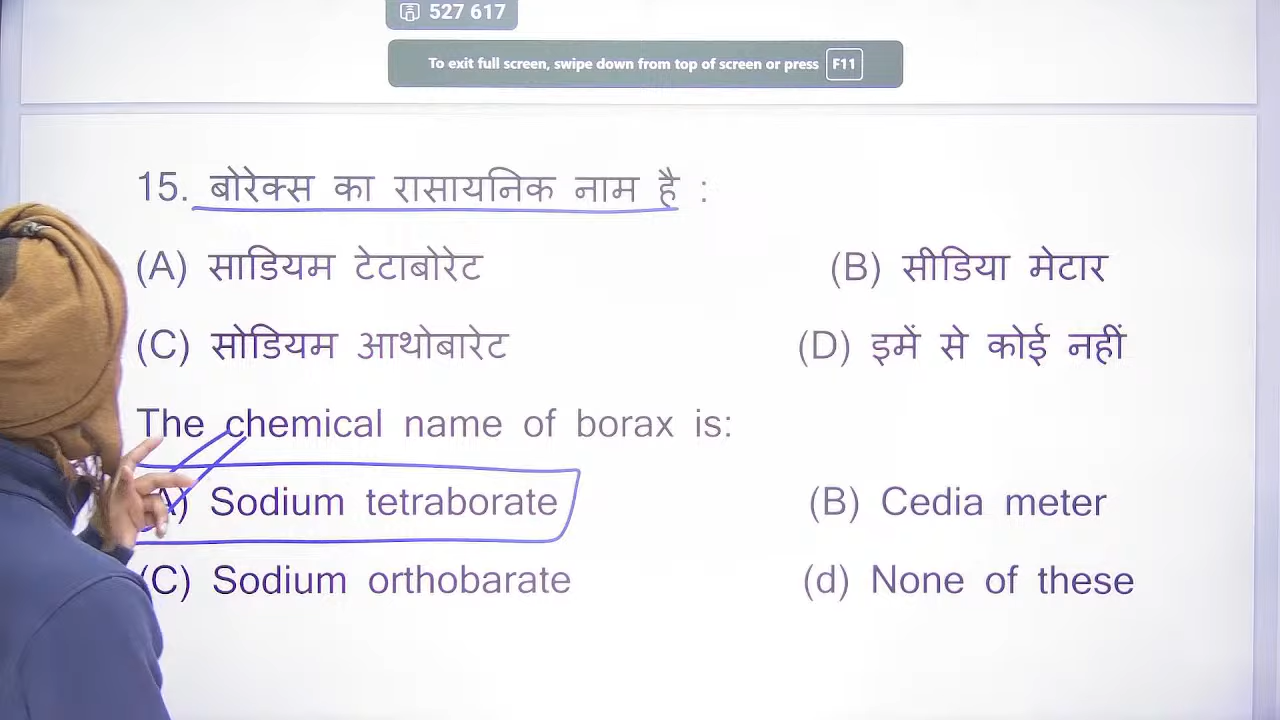 527 617
To exit full screen, swipe down from top of screen or press F11
15. बोरेक्स का रासायनिक नाम है :
(A) साडियम टेटाबोरेट (B) सीडिया मेटार
(C) सोडियम आथोबारेट (D) इमें से कोई नहीं
The chemical name of borax is:
A) Sodium tetraborate (B) Cedia meter
(C) Sodium orthobarate (d) None of these